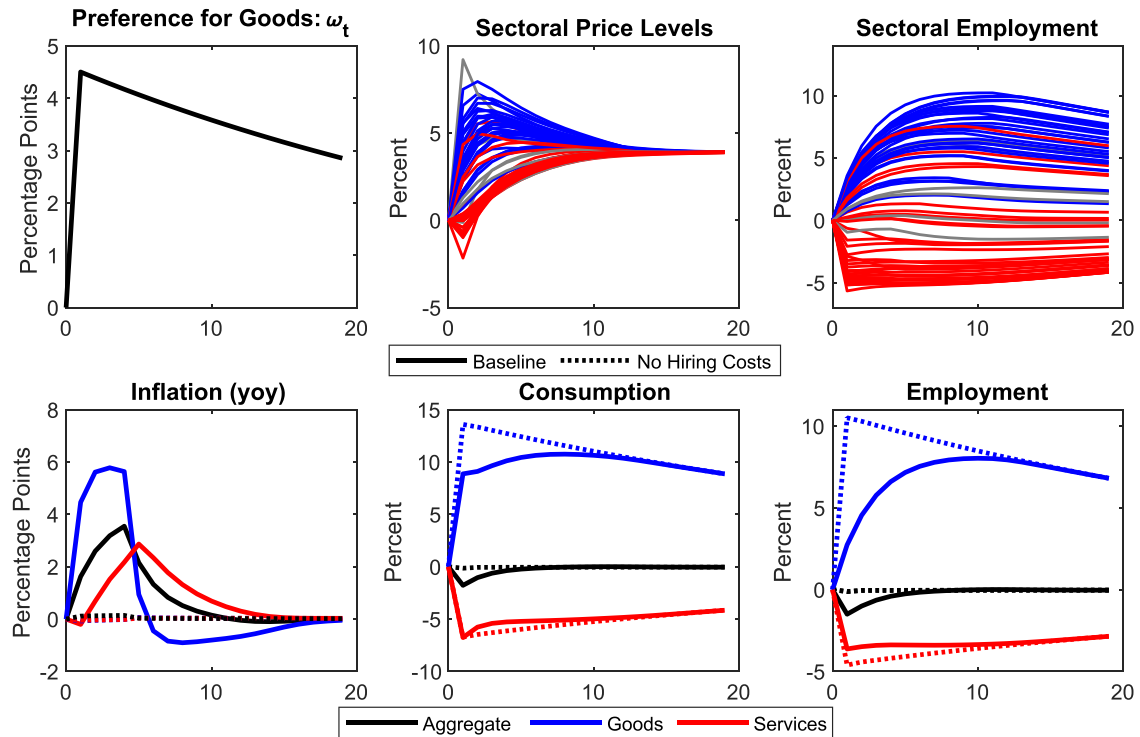 Preference for Goods: ωt
Percentage Points
5
4
3
2
1
0
0 10 20
Sectoral Price Levels
Percent
10
5
0
-5
0 10 20
Sectoral Employment
Percent
10
5
0
-5
0 10 20
Baseline No Hiring Costs
Inflation (yoy)
Percentage Points
8
6
4
2
0
-2
0 10 20
Consumption
Percent
15
10
5
0
-5
-10
0 10 20
Employment
Percent
10
5
0
-5
0 10 20
Aggregate Goods Services